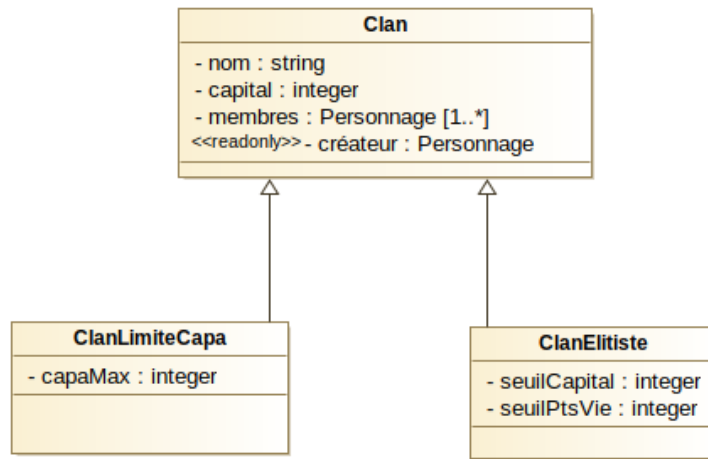 Clan
- nom : string
- capital : integer
- membres : Personnage [1..*]
<<readonly>> - créateur : Personnage
ClanLimiteCapa
- capaMax : integer
ClanElitiste
- seuilCapital : integer
- seuilPtsVie : integer